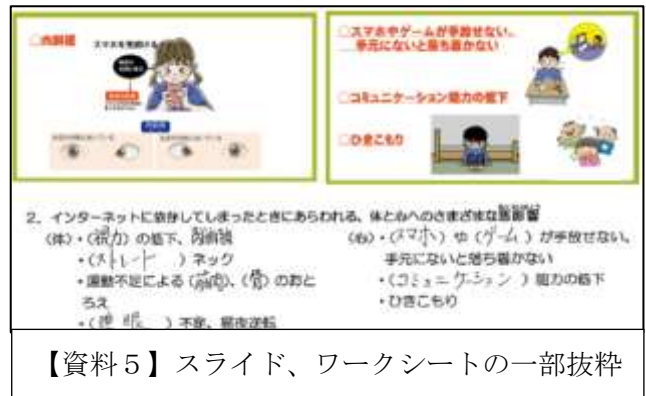 ○内斜視
スマホを見続ける
○スマホやゲームが手放せない、
手元にないと落ち着かない
○コミュニケーション能力の低下
○ひきこもり
2．インターネットに依存してしまったときにあらわれる、体と心へのさまざまな悪影響
（体）・（視力）の低下、内斜視
・（ストレート）ネック
・運動不足による（筋肉）、（骨）のおと
ろえ
・（睡眠）不足、昼夜逆転
（心）・（スマホ）や（ゲーム）が手放せない、
手元にないと落ち着かない
・（コミュニケーション）能力の低下
・ひきこもり
【資料５】スライド、ワークシートの一部抜粋